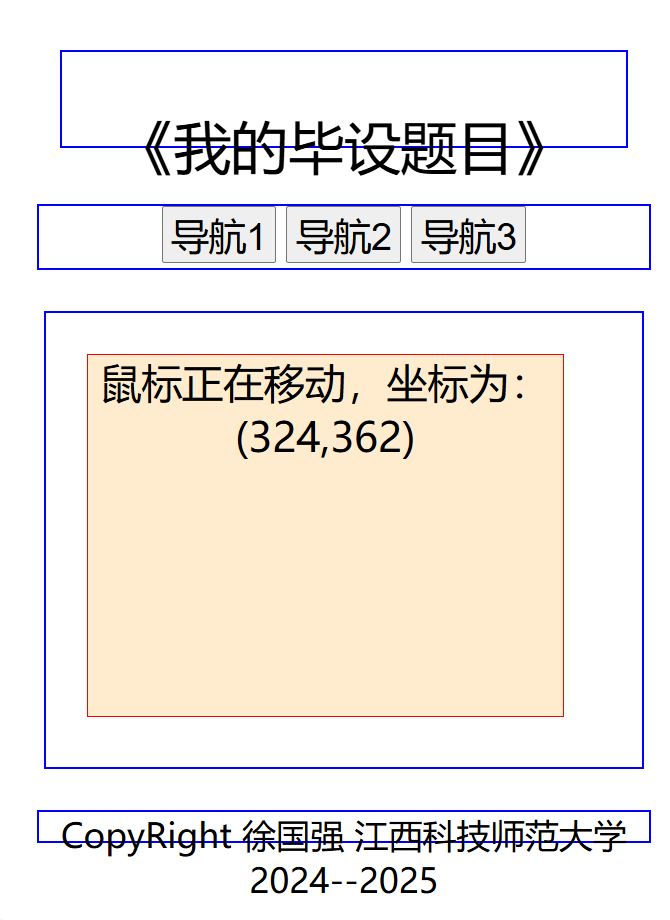 《我的毕设题目》
导航1 导航2 导航3
鼠标正在移动，坐标为：
(324,362)
CopyRight 徐国强 江西科技师范大学
2024--2025